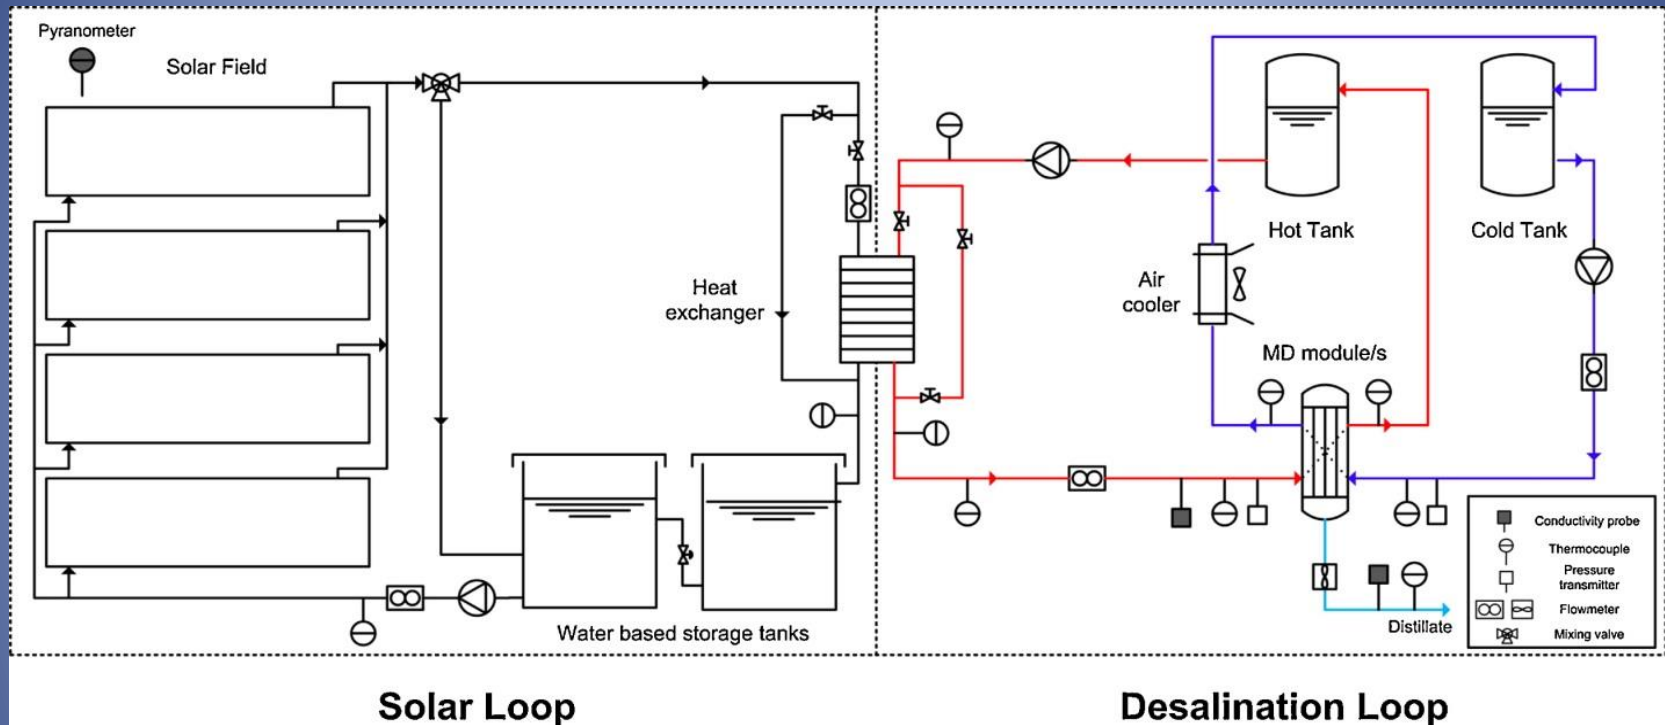 Pyranometer
Solar Field
Heat
exchanger
Water based storage tanks
Hot Tank
Cold Tank
Air
cooler
MD module/s
Distillate
Conductivity probe
Thermocouple
Pressure
transmitter
Flowmeter
Mixing valve
Solar Loop
Desalination Loop